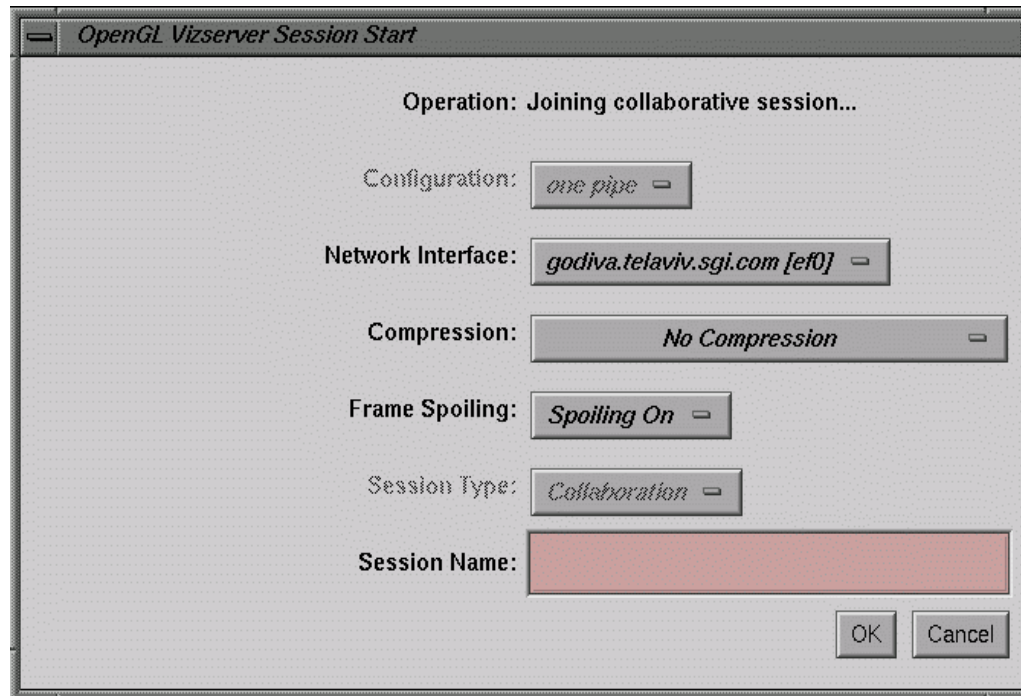 OpenGL Vizserver Session Start
Operation: Joining collaborative session...
Configuration: one pipe
Network Interface: godiva.telaviv.sgi.com [ef0]
Compression: No Compression
Frame Spoiling: Spoiling On
Session Type: Collaboration
Session Name:
OK Cancel